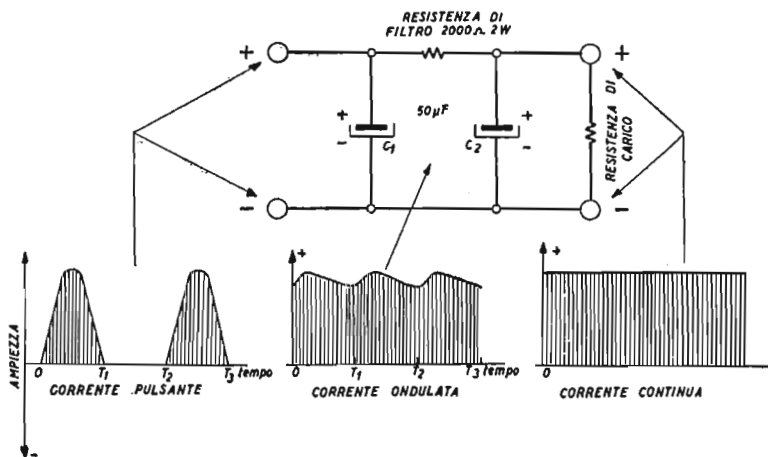 RESISTENZA DI
FILTRO 2000Ω 2W
+
+
+
50µF
+
-
C1
-
C2
RESISTENZA DI
CARICO
-
-
AMPIEZZA
+
+
0
T1
T2
T3 tempo
0
T1
T2
T3 tempo
0
CORRENTE PULSANTE
CORRENTE ONDULATA
CORRENTE CONTINUA
-